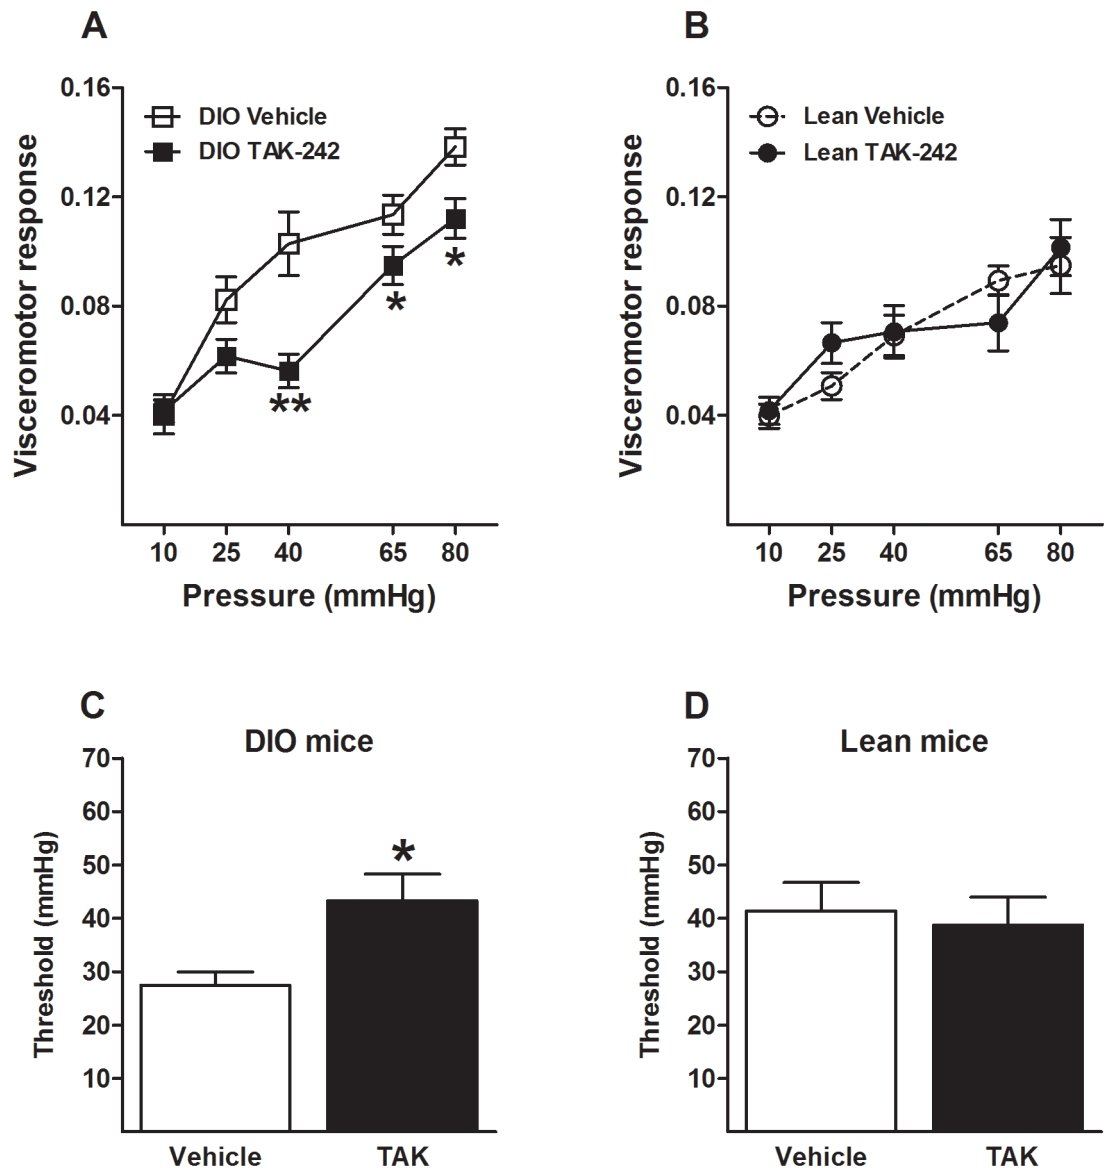 A
Visceromotor response
0.16
0.12
0.08
0.04
DIO Vehicle
DIO TAK-242
**
*
*
10 25 40 65 80
Pressure (mmHg)
B
Visceromotor response
0.16
0.12
0.08
0.04
Lean Vehicle
Lean TAK-242
10 25 40 65 80
Pressure (mmHg)
C
DIO mice
Threshold (mmHg)
70
60
50
40
30
20
10
*
Vehicle TAK
D
Lean mice
Threshold (mmHg)
70
60
50
40
30
20
10
Vehicle TAK